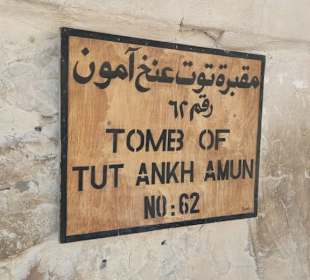 مقبرة توت عنخ آمون
رقم ٦٢
TOMB OF
TUT ANKH AMUN
NO: 62